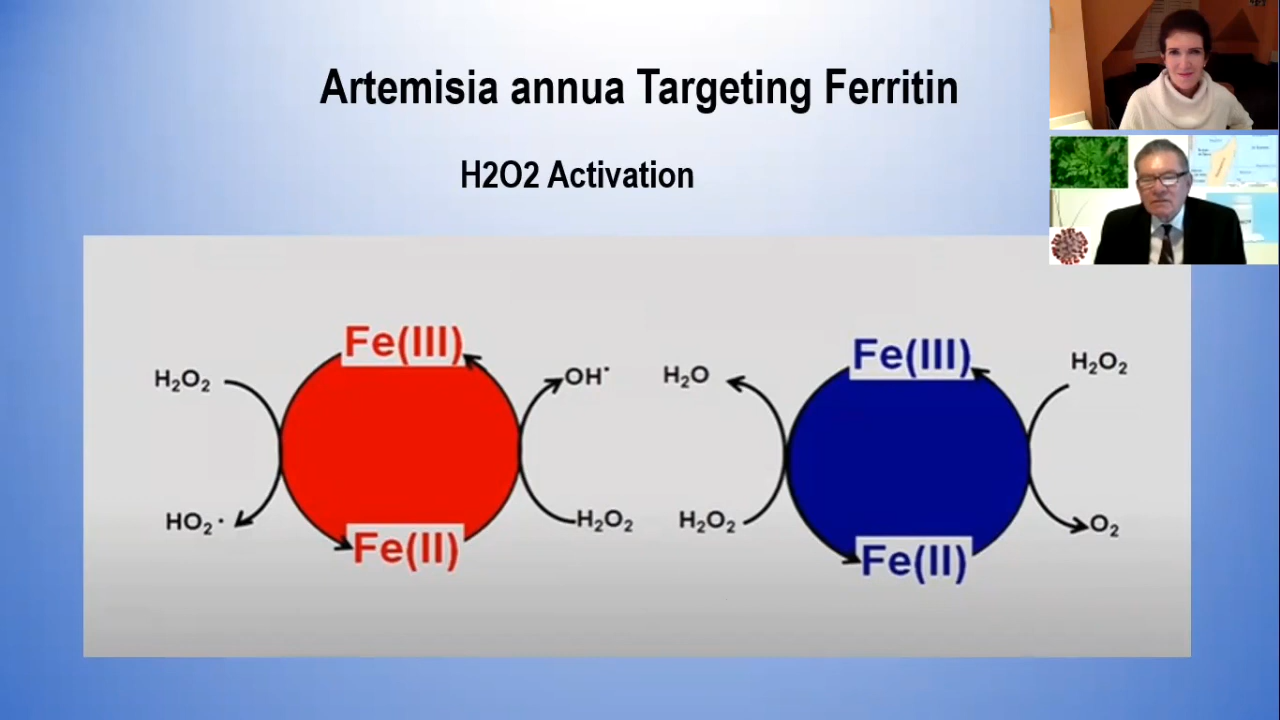 Artemisia annua Targeting Ferritin
H2O2 Activation
Fe(III)
Fe(III)
H₂O₂
OH˙
H₂O
H₂O₂
HO₂·
H₂O₂
H₂O₂
O₂
Fe(II)
Fe(II)